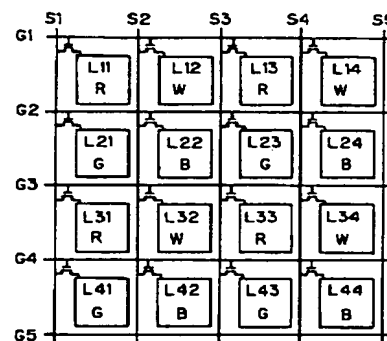 S1 S2 S3 S4 S5
G1
L11 L12 L13 L14
R W R W
G2
L21 L22 L23 L24
G B G B
G3
L31 L32 L33 L34
R W R W
G4
L41 L42 L43 L44
G B G B
G5